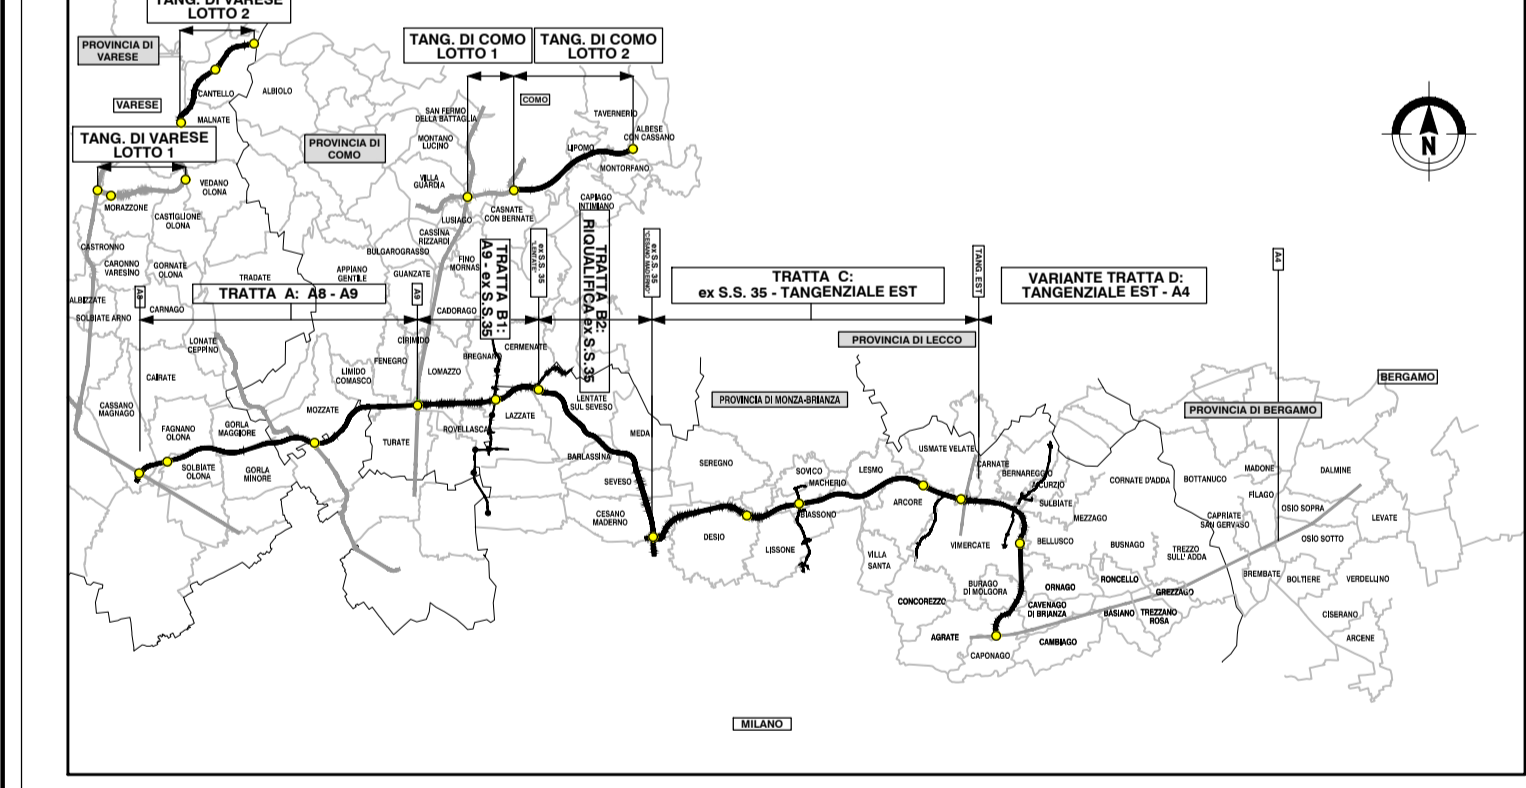 TANG. DI VARESE
LOTTO 2
PROVINCIA DI
VARESE
VARESE
CANTELLO
ALBIOLO
MALNATE
TANG. DI VARESE
LOTTO 1
PROVINCIA DI
COMO
TANG. DI COMO
LOTTO 1
TANG. DI COMO
LOTTO 2
COMO
SAN FERMO
DELLA BATTAGLIA
MONTANO
LUCINO
VILLA
GUARDIA
TAVERNERIO
ALBESE
CON CASSANO
LIPOMO
MONTORFANO
CAPIAGO
INTIMIANO
CASNATE
CON BERNATE
LUSIAGO
CASSINA
RIZZARDI
BULGAROGRASSO
VEDANO
OLONA
MORAZZONE
CASTIGLIONE
OLONA
CASTRONNO
CARONNO
VARESINO
GORNATE
OLONA
TRADATE
APPIANO
GENTILE
GUANZATE
FINO
MORNAS
ALBIZZATE
SOLBIATE ARNO
CARNAGO
A8
TRATTA A: A8 - A9
A9
TRATTA B1:
A9 - ex S.S.35
ex S.S. 35
"LENTATE"
TRATTA B2:
RIQUALIFICA ex S.S.35
ex S.S. 35
"CESANO MADERNO"
TRATTA C:
ex S.S. 35 - TANGENZIALE EST
TANG. EST
VARIANTE TRATTA D:
TANGENZIALE EST - A4
A4
N
CADORAGO
CIRIMIDO
FENEGRO
LOMAZZO
BREGNANO
CERMENATE
LONATE
CEPPINO
LIMIDO
COMASCO
CAIRATE
CASSANO
MAGNAGO
FAGNANO
OLONA
GORLA
MAGGIORE
MOZZATE
TURATE
ROVELLASCA
LAZZATE
LENTATE
SUL SEVESO
SOLBIATE
OLONA
GORLA
MINORE
MEDA
BARLASSINA
SEVESO
CESANO
MADERNO
PROVINCIA DI LECCO
PROVINCIA DI MONZA-BRIANZA
PROVINCIA DI BERGAMO
BERGAMO
SEREGNO
DESIO
SOVICO
MACHERIO
BIASSONO
LISSONE
LESMO
ARCORE
USMATE VELATE
CARNATE
BERNAREGGIO
AICURZIO
SULBIATE
MEZZAGO
CORNATE D'ADDA
BOTTANUCO
MADONE
FILAGO
DALMINE
OSIO SOPRA
LEVATE
CAPRIATE
SAN GERVASO
OSIO SOTTO
VILLA
SANTA
VIMERCATE
BELLUSCO
BUSNAGO
TREZZO
SULL' ADDA
BREMBATE
BOLTIERE
VERDELLINO
BURAGO
DI MOLGORA
ORNAGO
RONCELLO
GREZZAGO
CONCOREZZO
CAVENAGO
DI BRIANZA
BASIANO
TREZZANO
ROSA
CISERANO
ARCENE
AGRATE
CAMBIAGO
CAPONAGO
MILANO